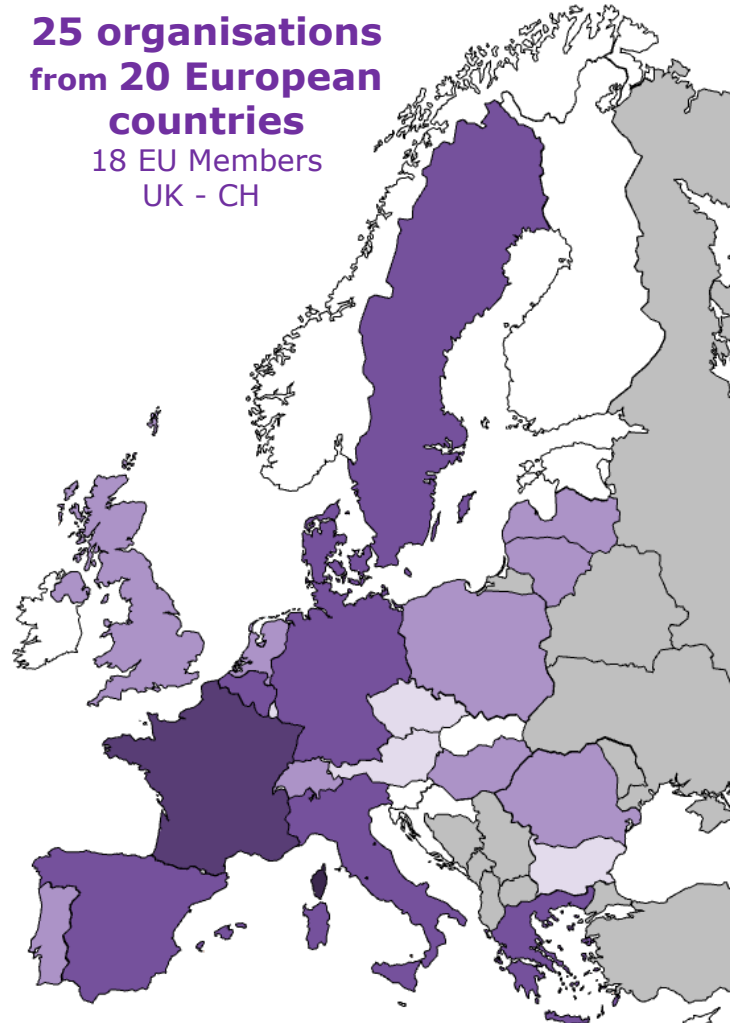 25 organisations
from 20 European
countries
18 EU Members
UK - CH